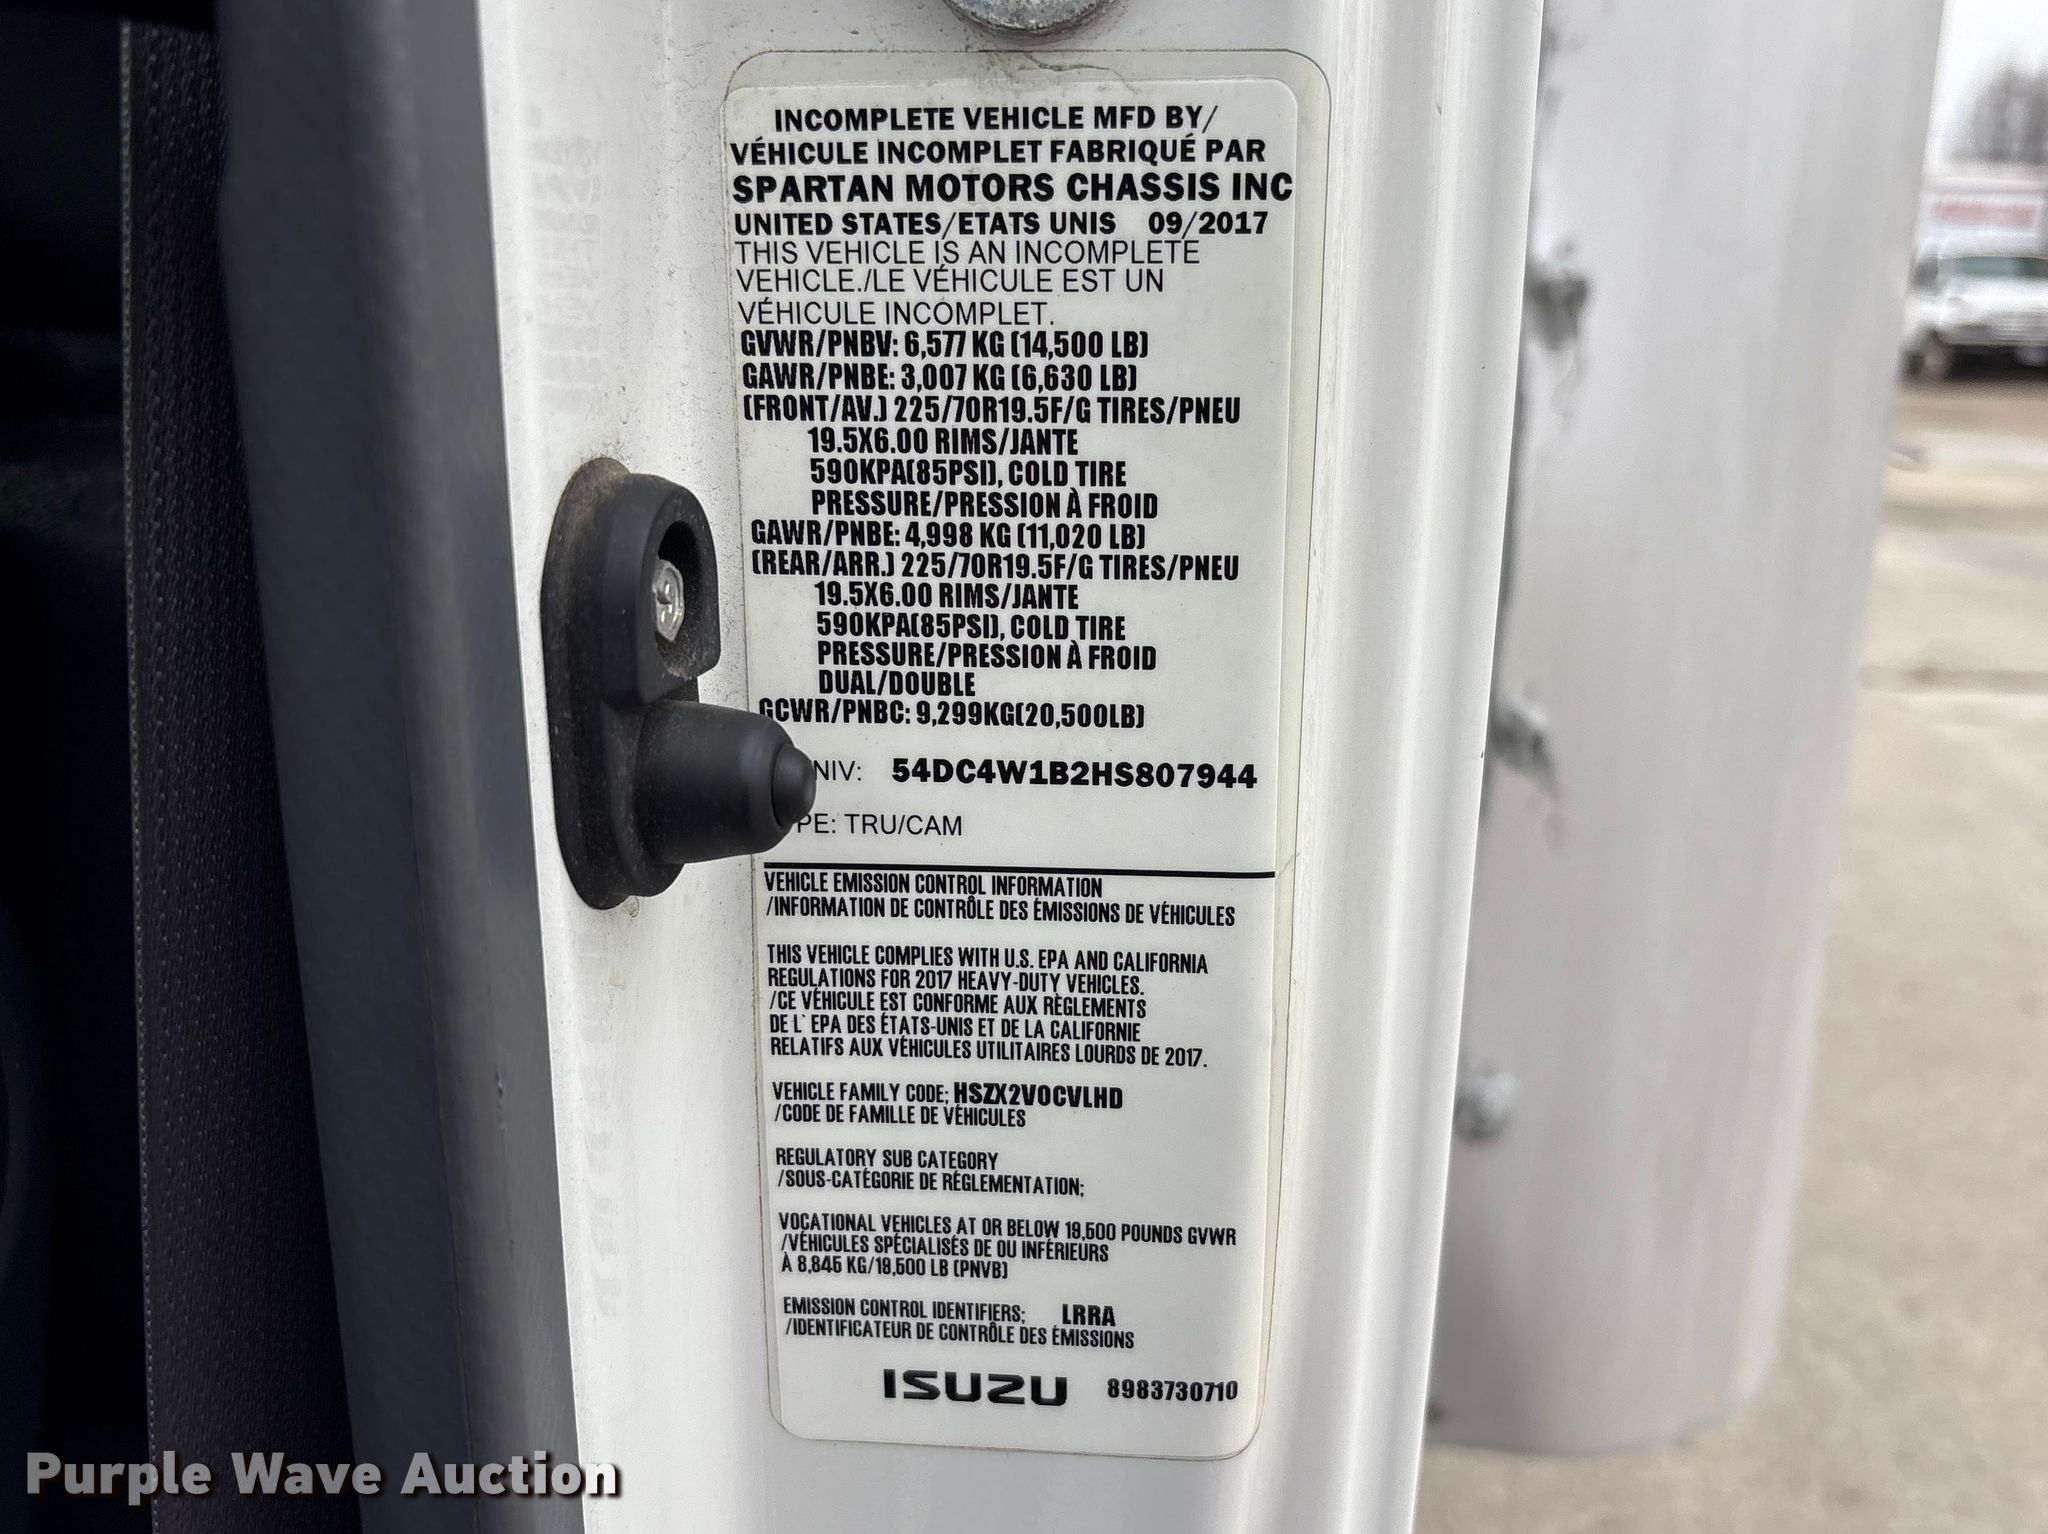 INCOMPLETE VEHICLE MFD BY/
VÉHICULE INCOMPLET FABRIQUÉ PAR
SPARTAN MOTORS CHASSIS INC
UNITED STATES/ETATS UNIS 09/2017
THIS VEHICLE IS AN INCOMPLETE
VEHICLE./LE VÉHICULE EST UN
VÉHICULE INCOMPLET.
GVWR/PNBV: 6,577 KG (14,500 LB)
GAWR/PNBE: 3,007 KG (6,630 LB)
(FRONT/AV.) 225/70R19.5F/G TIRES/PNEU
19.5X6.00 RIMS/JANTE
590KPA(85PSI), COLD TIRE
PRESSURE/PRESSION À FROID
GAWR/PNBE: 4,998 KG (11,020 LB)
(REAR/ARR.) 225/70R19.5F/G TIRES/PNEU
19.5X6.00 RIMS/JANTE
590KPA(85PSI), COLD TIRE
PRESSURE/PRESSION À FROID
DUAL/DOUBLE
GCWR/PNBC: 9,299KG(20,500LB)
NIV: 54DC4W1B2HS807944
PE: TRU/CAM
VEHICLE EMISSION CONTROL INFORMATION
/INFORMATION DE CONTRÔLE DES ÉMISSIONS DE VÉHICULES
THIS VEHICLE COMPLIES WITH U.S. EPA AND CALIFORNIA
REGULATIONS FOR 2017 HEAVY-DUTY VEHICLES.
/CE VÉHICULE EST CONFORME AUX RÈGLEMENTS
DE L' EPA DES ÉTATS-UNIS ET DE LA CALIFORNIE
RELATIFS AUX VÉHICULES UTILITAIRES LOURDS DE 2017.
VEHICLE FAMILY CODE; HSZX2VOCVLHD
/CODE DE FAMILLE DE VÉHICULES
REGULATORY SUB CATEGORY
/SOUS-CATÉGORIE DE RÉGLEMENTATION;
VOCATIONAL VEHICLES AT OR BELOW 19,500 POUNDS GVWR
/VÉHICULES SPÉCIALISÉS DE OU INFÉRIEURS
À 8,845 KG/19,500 LB (PNVB)
EMISSION CONTROL IDENTIFIERS; LRRA
/IDENTIFICATEUR DE CONTRÔLE DES ÉMISSIONS
ISUZU 8983730710
Purple Wave Auction